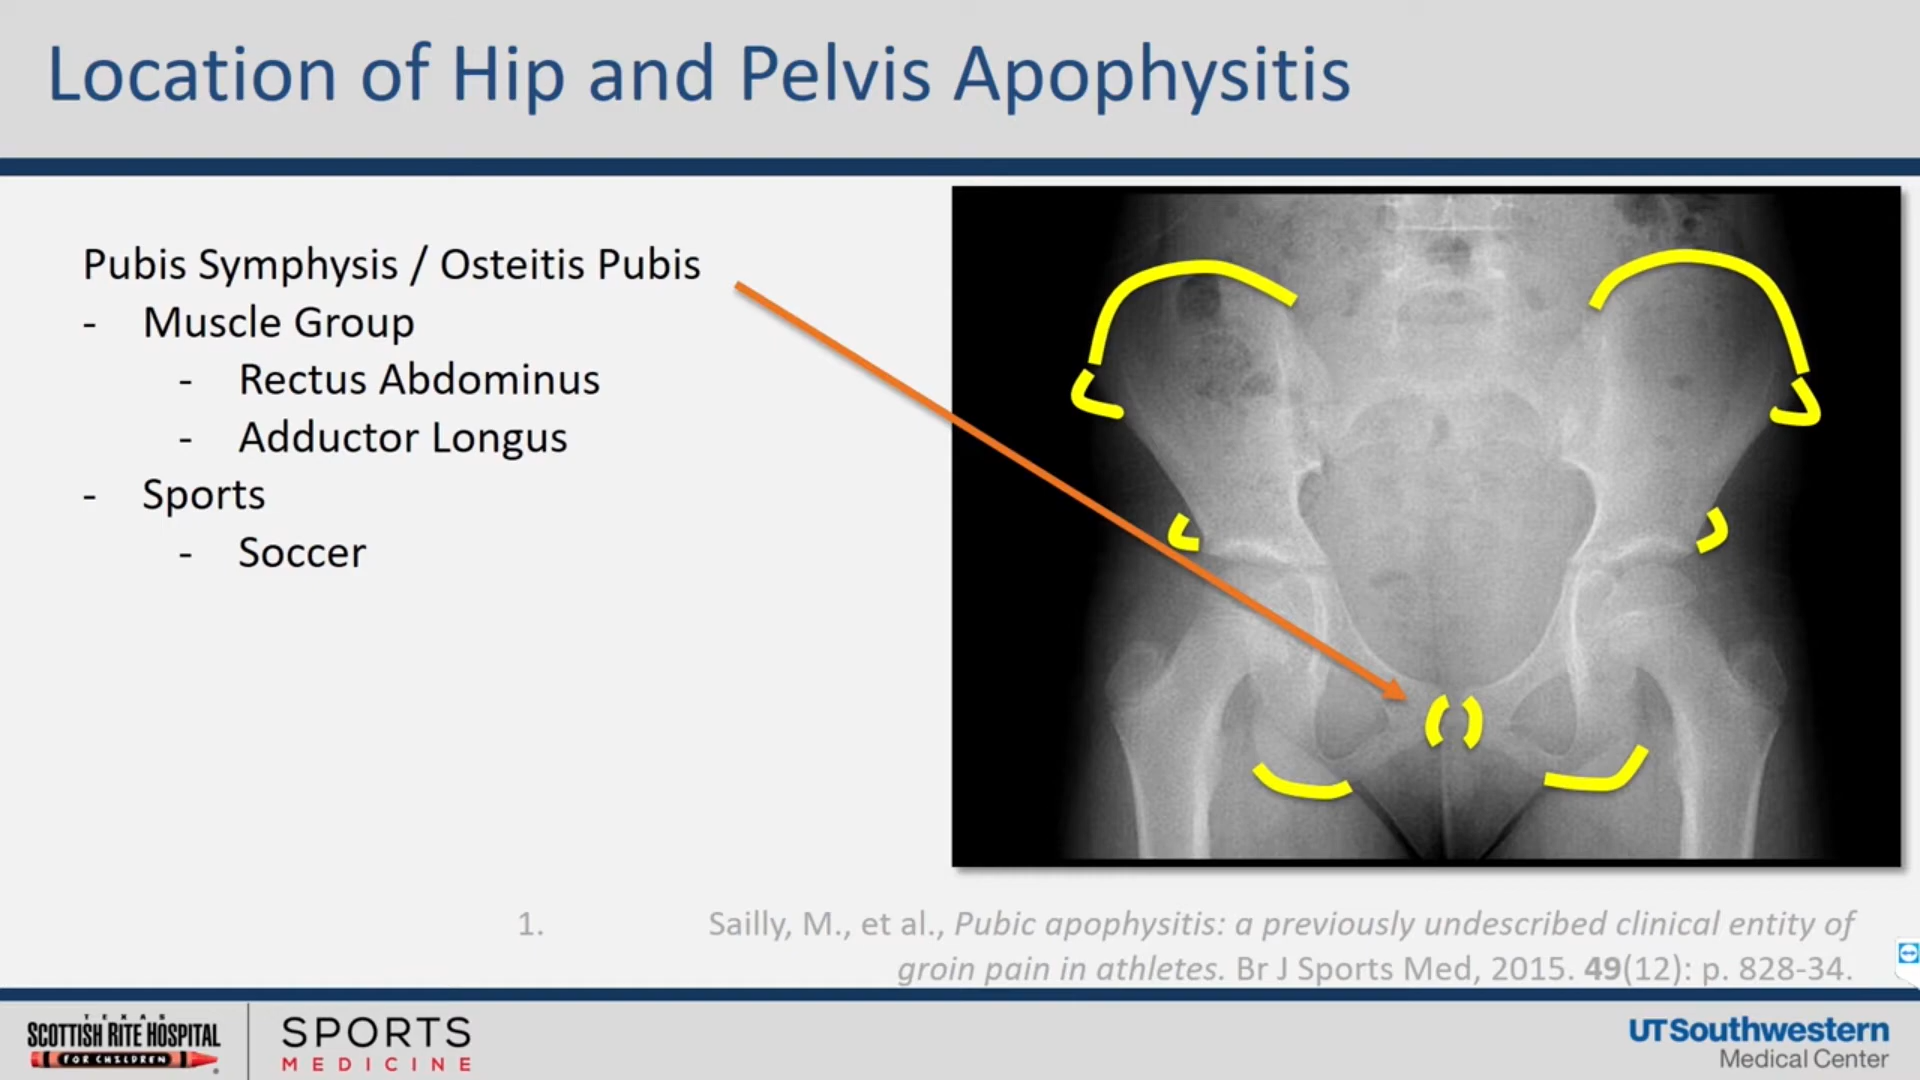 Location of Hip and Pelvis Apophysitis
Pubis Symphysis / Osteitis Pubis
- Muscle Group
- Rectus Abdominus
- Adductor Longus
- Sports
- Soccer
1. Sailly, M., et al., Pubic apophysitis: a previously undescribed clinical entity of
groin pain in athletes. Br J Sports Med, 2015. 49(12): p. 828-34.
TEXAS
SCOTTISH RITE HOSPITAL
FOR CHILDREN
SPORTS
MEDICINE
UTSouthwestern
Medical Center